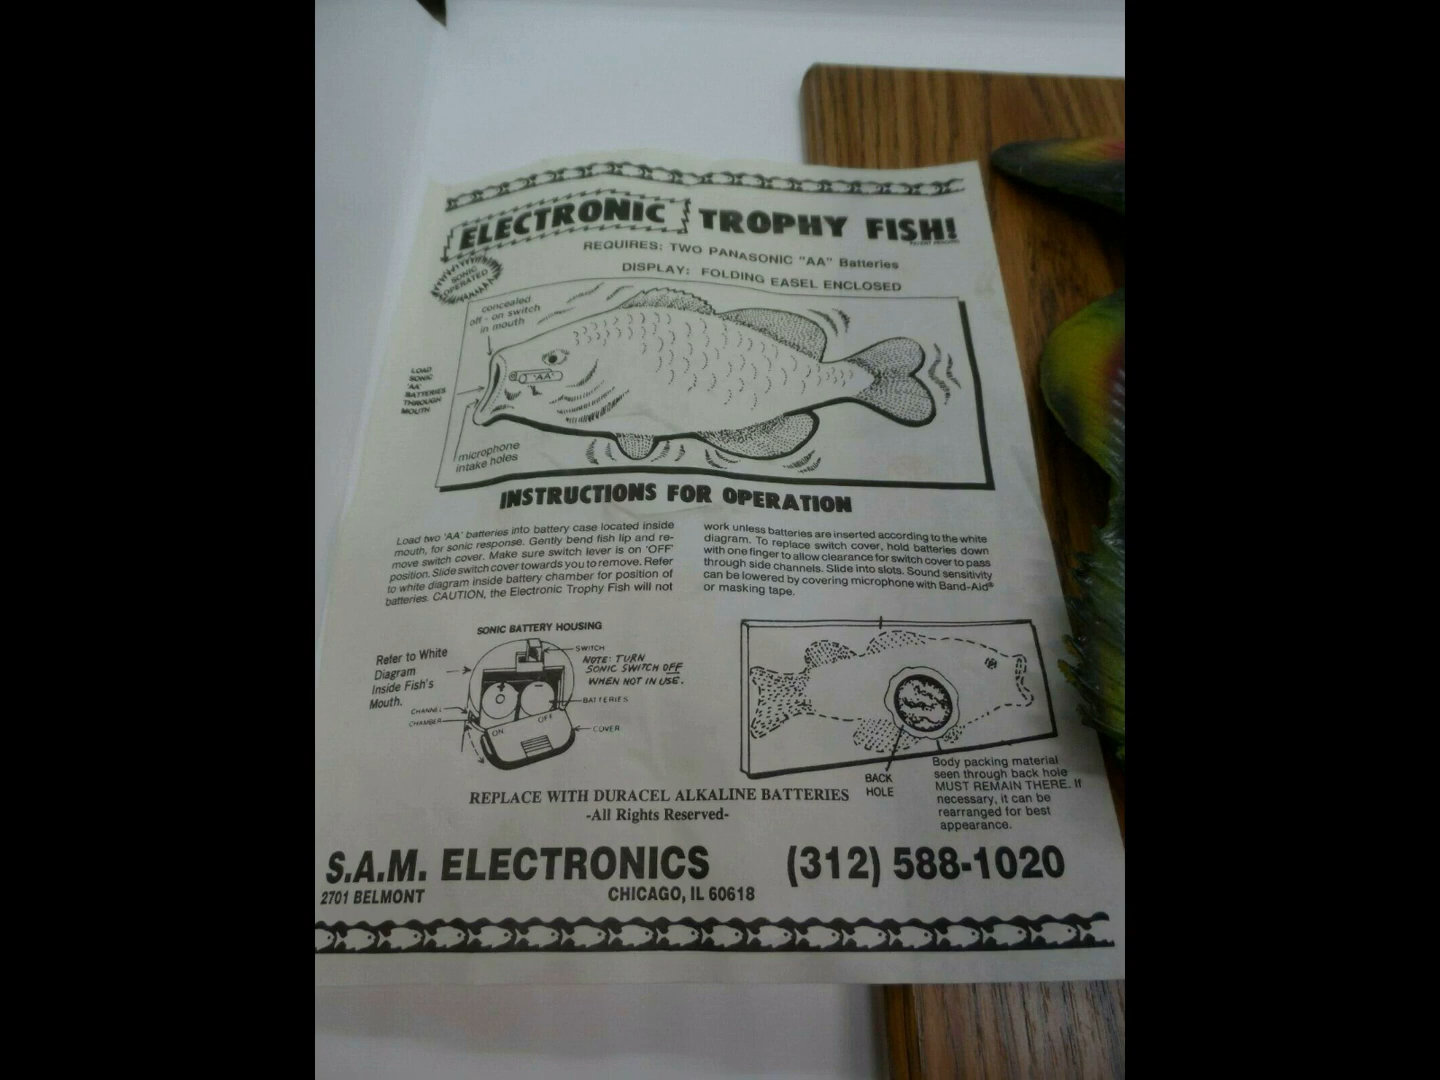 ELECTRONIC TROPHY FISH!
REQUIRES: TWO PANASONIC "AA" Batteries
DISPLAY: FOLDING EASEL ENCLOSED
SONIC
OPERATED
concealed
off - on switch
in mouth
"AA"
LOAD
SONIC
'AA'
BATTERIES
THROUGH
MOUTH
microphone
intake holes
INSTRUCTIONS FOR OPERATION
Load two 'AA' batteries into battery case located inside
mouth, for sonic response. Gently bend fish lip and re-
move switch cover. Make sure switch lever is on 'OFF'
position. Slide switch cover towards you to remove. Refer
to white diagram inside battery chamber for position of
batteries. CAUTION, the Electronic Trophy Fish will not
work unless batteries are inserted according to the white
diagram. To replace switch cover, hold batteries down
with one finger to allow clearance for switch cover to pass
through side channels. Slide into slots. Sound sensitivity
can be lowered by covering microphone with Band-Aid®
or masking tape.
SONIC BATTERY HOUSING
Refer to White
Diagram
Inside Fish's
Mouth.
SWITCH
NOTE: TURN
SONIC SWITCH OFF
WHEN NOT IN USE.
BATTERIES
CHANNEL
CHAMBER
ON
OFF
COVER
BACK
HOLE
Body packing material
seen through back hole
MUST REMAIN THERE. If
necessary, it can be
rearranged for best
appearance.
REPLACE WITH DURACEL ALKALINE BATTERIES
-All Rights Reserved-
S.A.M. ELECTRONICS (312) 588-1020
2701 BELMONT CHICAGO, IL 60618